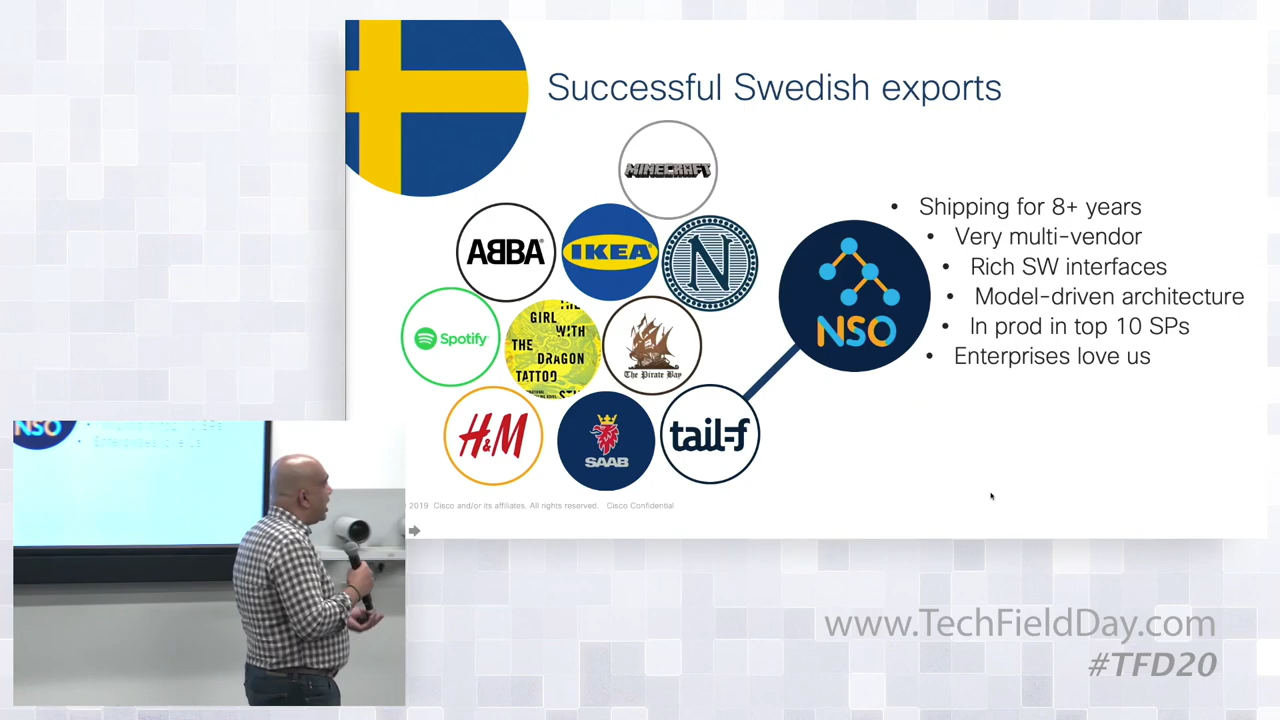 Successful Swedish exports
MINECRAFT
ABBA®
IKEA®
N
Spotify®
THE
GIRL
WITH
THE DRAGON
TATTOO
The Pirate Bay
H&M
SAAB
tail-f
NSO
• Shipping for 8+ years
• Very multi-vendor
• Rich SW interfaces
• Model-driven architecture
• In prod in top 10 SPs
• Enterprises love us
2019 Cisco and/or its affiliates. All rights reserved. Cisco Confidential
NSO
www.TechFieldDay.com
#TFD20